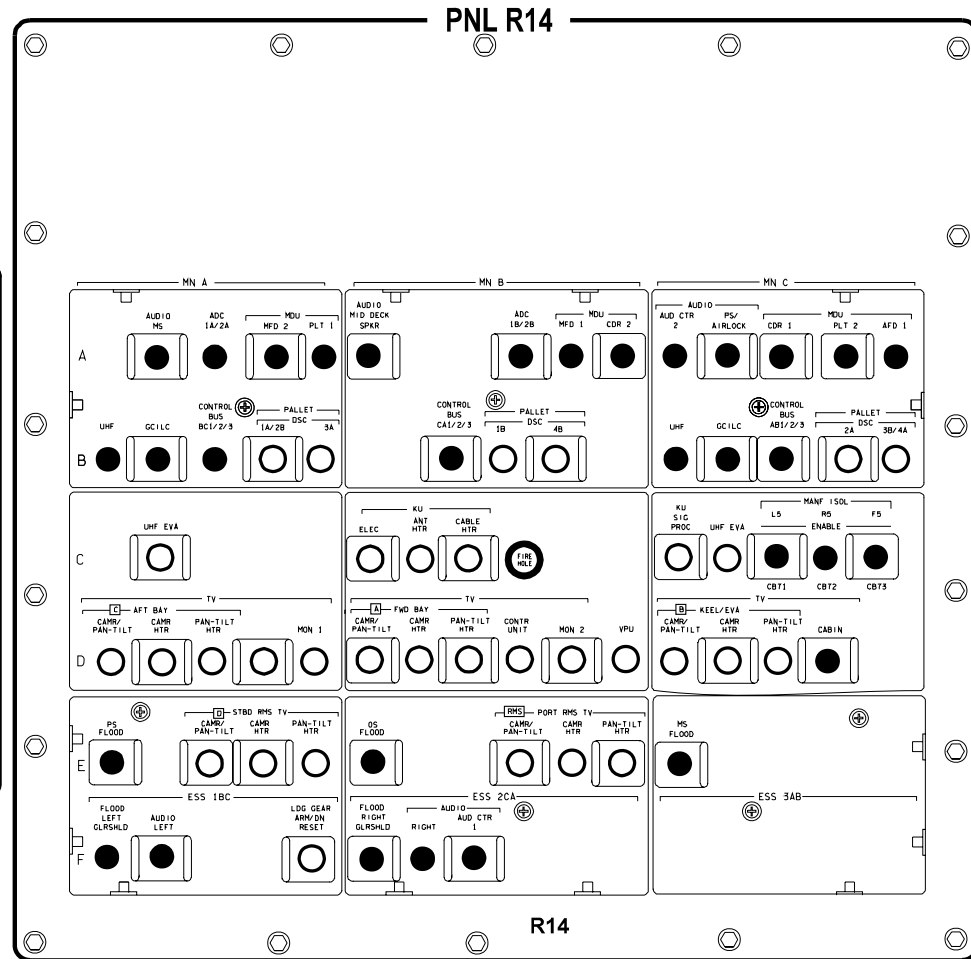 PNL R14
MN A
MN B
MN C
AUDIO
MS
ADC
1A/2A
MDU
MFD 2
PLT 1
AUDIO
MID DECK
SPKR
ADC
1B/2B
MDU
MFD 1
CDR 2
AUDIO
AUD CTR
2
PS/
AIRLOCK
MDU
CDR 1
PLT 2
AFD 1
A
UHF
GCILC
CONTROL
BUS
BC1/2/3
PALLET
DSC
1A/2B
3A
CONTROL
BUS
CA1/2/3
PALLET
DSC
1B
4B
UHF
GCILC
CONTROL
BUS
AB1/2/3
PALLET
DSC
2A
3B/4A
B
UHF EVA
KU
ELEC
ANT
HTR
CABLE
HTR
FIRE
HOLE
KU
SIG
PROC
UHF EVA
MANF ISOL
L5
R5
F5
ENABLE
CBT1
CBT2
CBT3
C
TV
C AFT BAY
CAMR/
PAN-TILT
CAMR
HTR
PAN-TILT
HTR
MON 1
TV
A FWD BAY
CAMR/
PAN-TILT
CAMR
HTR
PAN-TILT
HTR
CONTR
UNIT
MON 2
VPU
TV
B KEEL/EVA
CAMR/
PAN-TILT
CAMR
HTR
PAN-TILT
HTR
CABIN
D
PS
FLOOD
D STBD RMS TV
CAMR/
PAN-TILT
CAMR
HTR
PAN-TILT
HTR
OS
FLOOD
RMS PORT RMS TV
CAMR/
PAN-TILT
CAMR
HTR
PAN-TILT
HTR
MS
FLOOD
E
ESS 1BC
ESS 2CA
ESS 3AB
FLOOD
LEFT
GLRSHLD
AUDIO
LEFT
LDG GEAR
ARM/DN
RESET
FLOOD
RIGHT
GLRSHLD
AUDIO
RIGHT
AUD CTR
1
F
R14